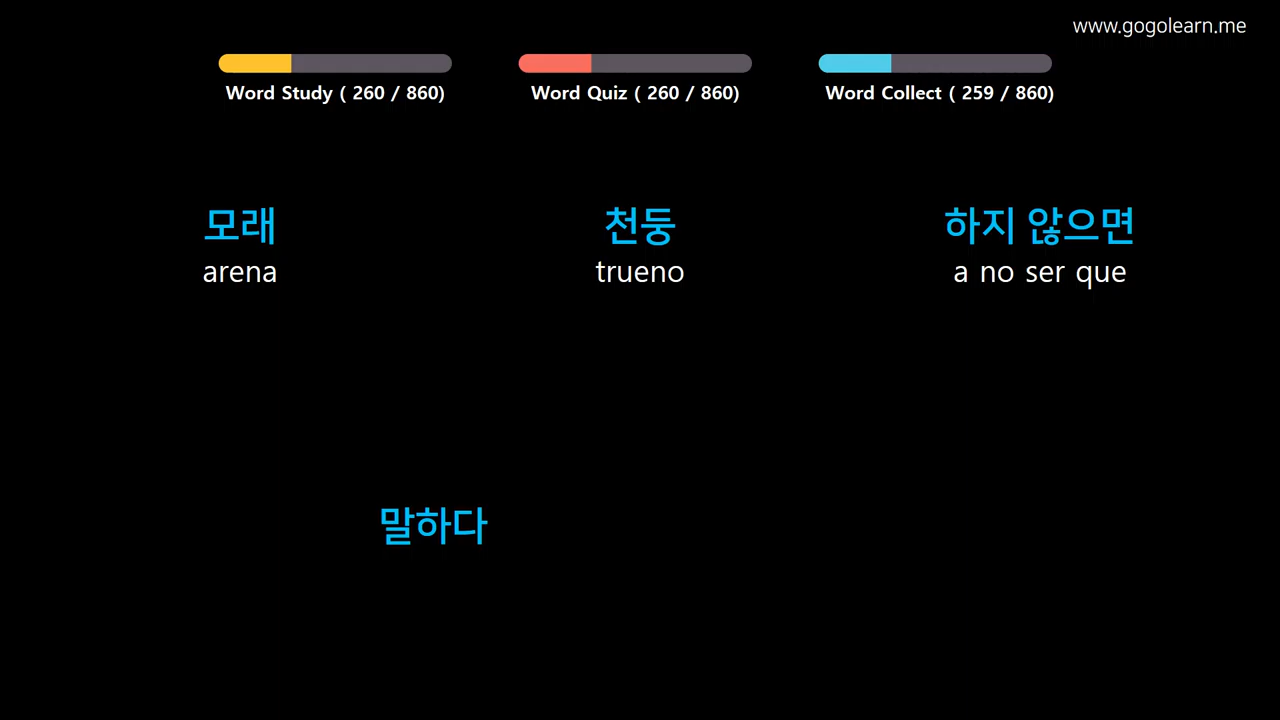 www.gogolearn.me
Word Study ( 260 / 860)
Word Quiz ( 260 / 860)
Word Collect ( 259 / 860)
모래
arena
천둥
trueno
하지 않으면
a no ser que
말하다